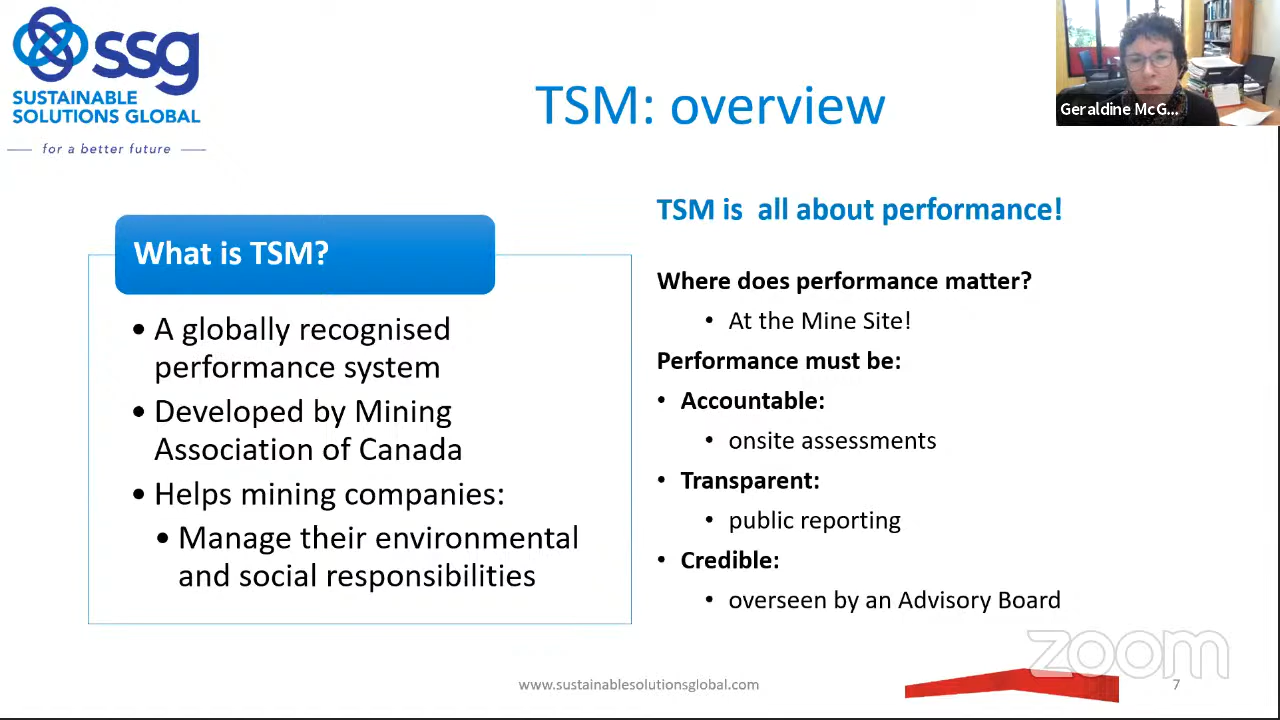 ssg
SUSTAINABLE
SOLUTIONS GLOBAL
for a better future
TSM: overview
Geraldine McG...
What is TSM?
• A globally recognised
performance system
• Developed by Mining
Association of Canada
• Helps mining companies:
• Manage their environmental
and social responsibilities
TSM is all about performance!
Where does performance matter?
• At the Mine Site!
Performance must be:
• Accountable:
• onsite assessments
• Transparent:
• public reporting
• Credible:
• overseen by an Advisory Board
zoom
www.sustainablesolutionsglobal.com
7